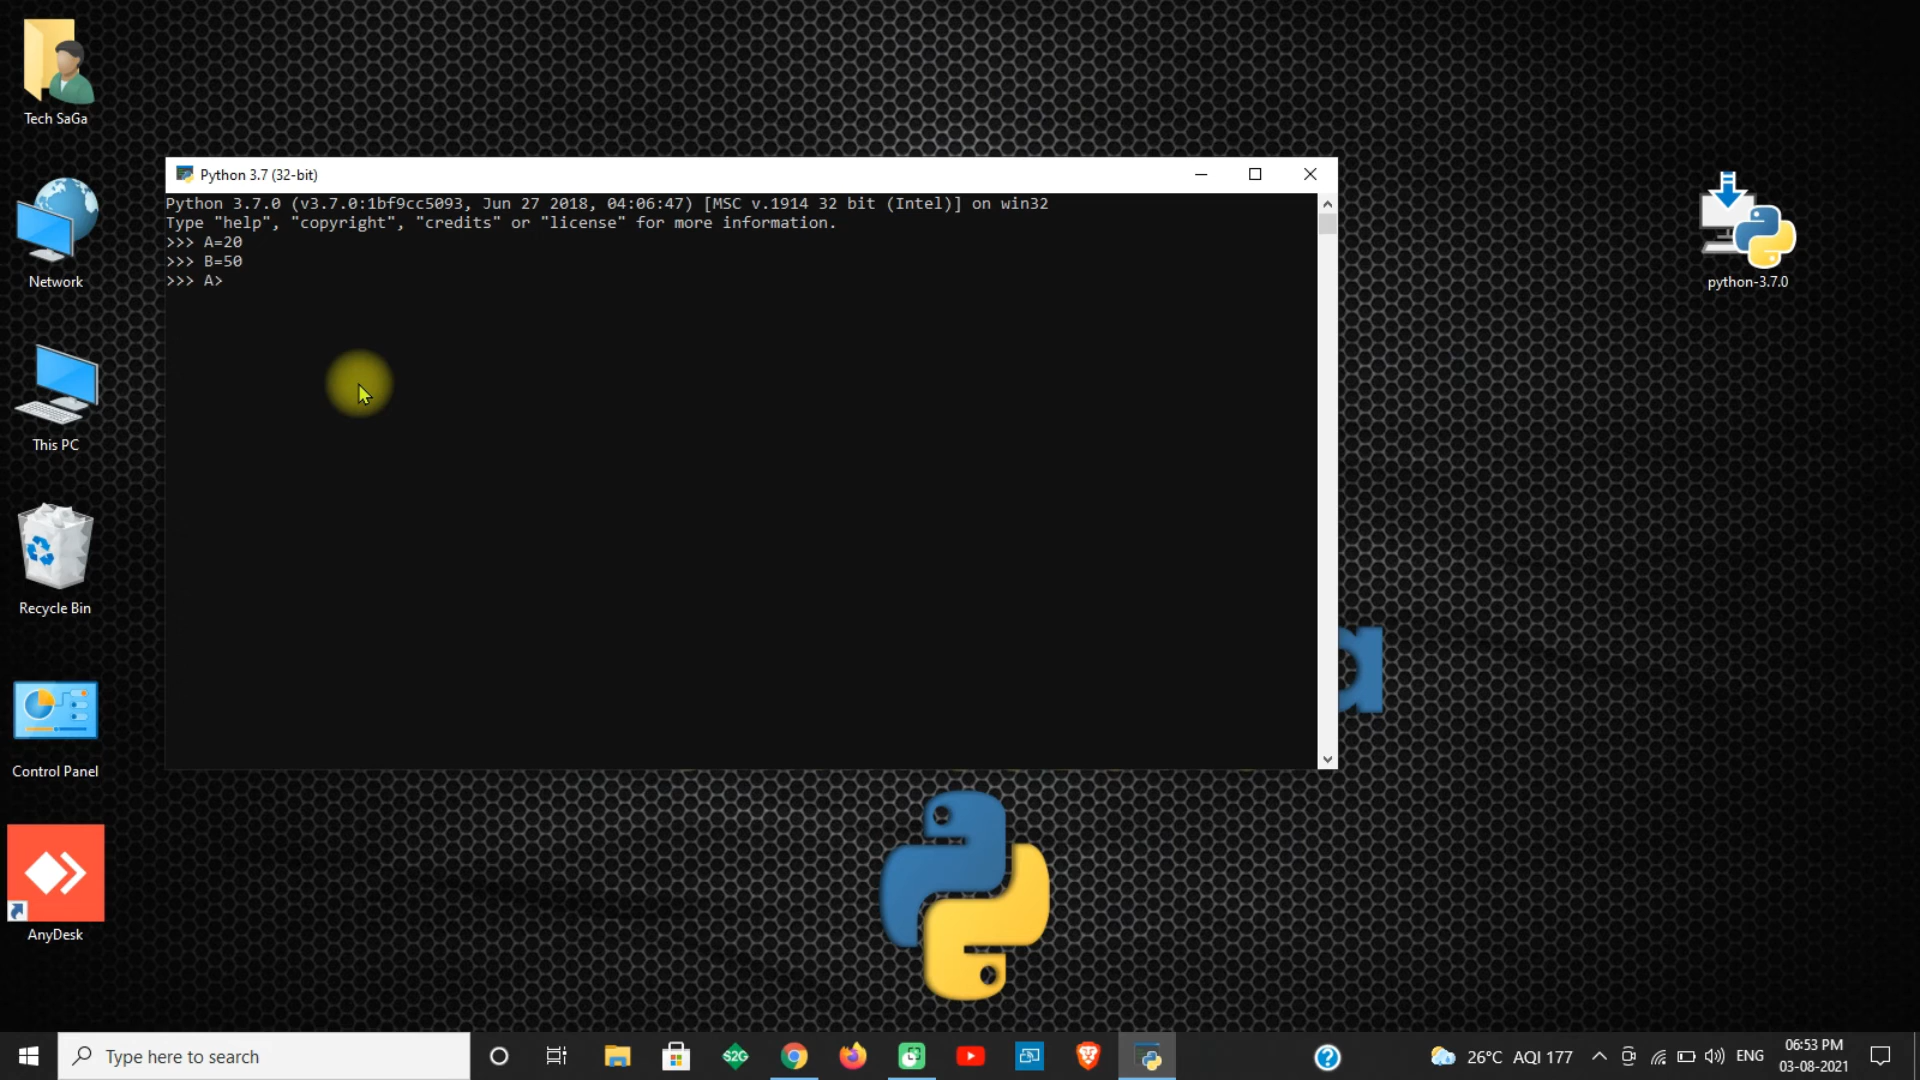 Tech SaGa
Network
This PC
Recycle Bin
Control Panel
AnyDesk
Python 3.7 (32-bit)
Python 3.7.0 (v3.7.0:1bf9cc5093, Jun 27 2018, 04:06:47) [MSC v.1914 32 bit (Intel)] on win32
Type "help", "copyright", "credits" or "license" for more information.
>>> A=20
>>> B=50
>>> A>
python-3.7.0
a
Type here to search
S2G
26°C AQI 177
ENG
06:53 PM
03-08-2021